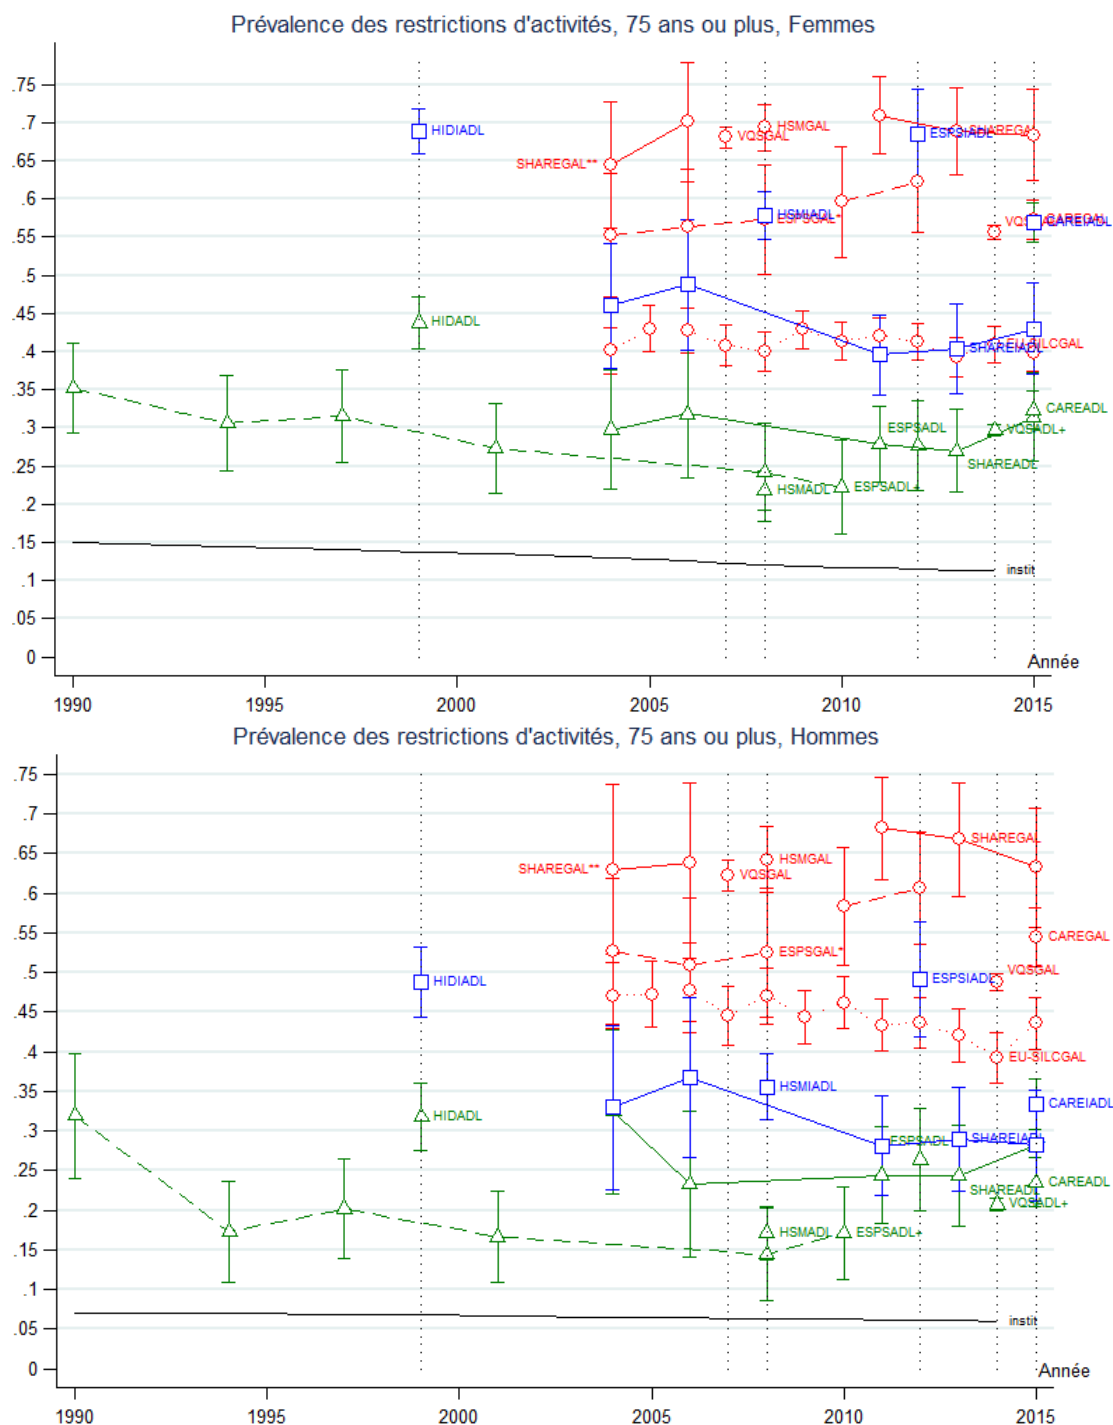 Prévalence des restrictions d'activités, 75 ans ou plus, Femmes
.75
.7
.65
.6
.55
.5
.45
.4
.35
.3
.25
.2
.15
.1
.05
0
HIDIADL
HIDADL
SHAREGAL**
VQSGAL
HSMGAL
HSMIADL
ESPSGAL*
ESPSIADL
SHAREGAL
CAREGAL
CAREIADL
SHAREIADL
EU-SILCGAL
ESPSADL
CAREADL
VQSADL+
SHAREADL
HSMADL
ESPSADL+
instit
Année
1990 1995 2000 2005 2010 2015
Prévalence des restrictions d'activités, 75 ans ou plus, Hommes
.75
.7
.65
.6
.55
.5
.45
.4
.35
.3
.25
.2
.15
.1
.05
0
HIDIADL
HIDADL
SHAREGAL**
VQSGAL
HSMGAL
ESPSGAL*
SHAREGAL
CAREGAL
VQSGAL
ESPSIADL
EU-SILCGAL
HSMIADL
CAREIADL
ESPSADL
SHAREIADL
SHAREADL
CAREADL
VQSADL+
HSMADL
ESPSADL+
instit
Année
1990 1995 2000 2005 2010 2015